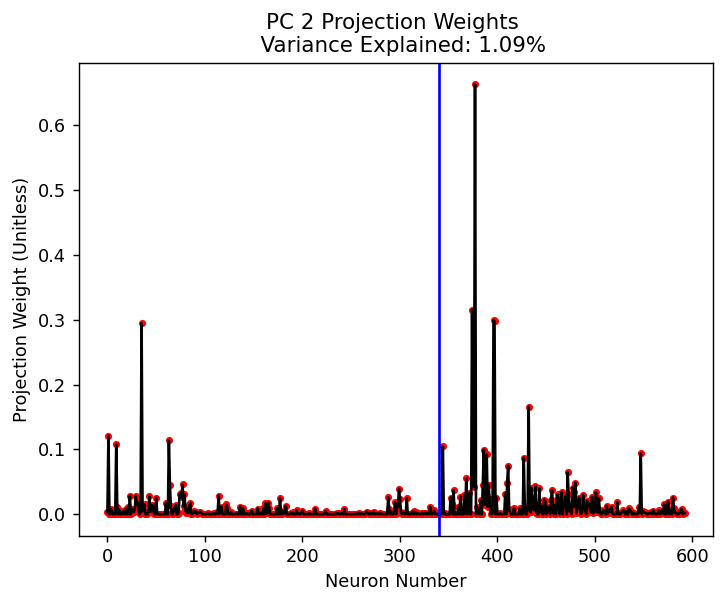 PC 2 Projection Weights
Variance Explained: 1.09%
Projection Weight (Unitless)
0.6
0.5
0.4
0.3
0.2
0.1
0.0
0 100 200 300 400 500 600
Neuron Number